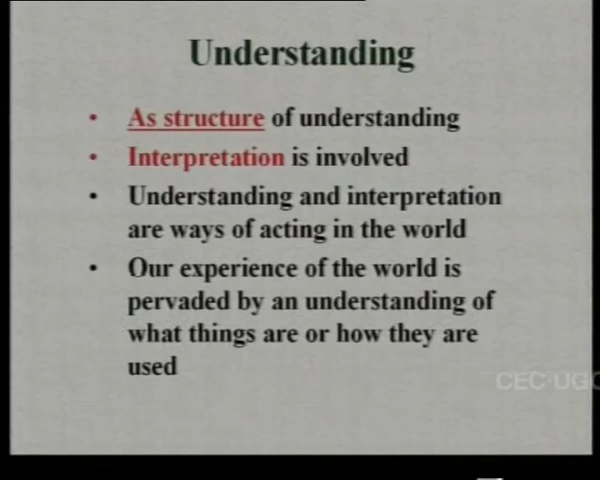 Understanding
• As structure of understanding
• Interpretation is involved
• Understanding and interpretation
are ways of acting in the world
• Our experience of the world is
pervaded by an understanding of
what things are or how they are
used
CEC-UGC